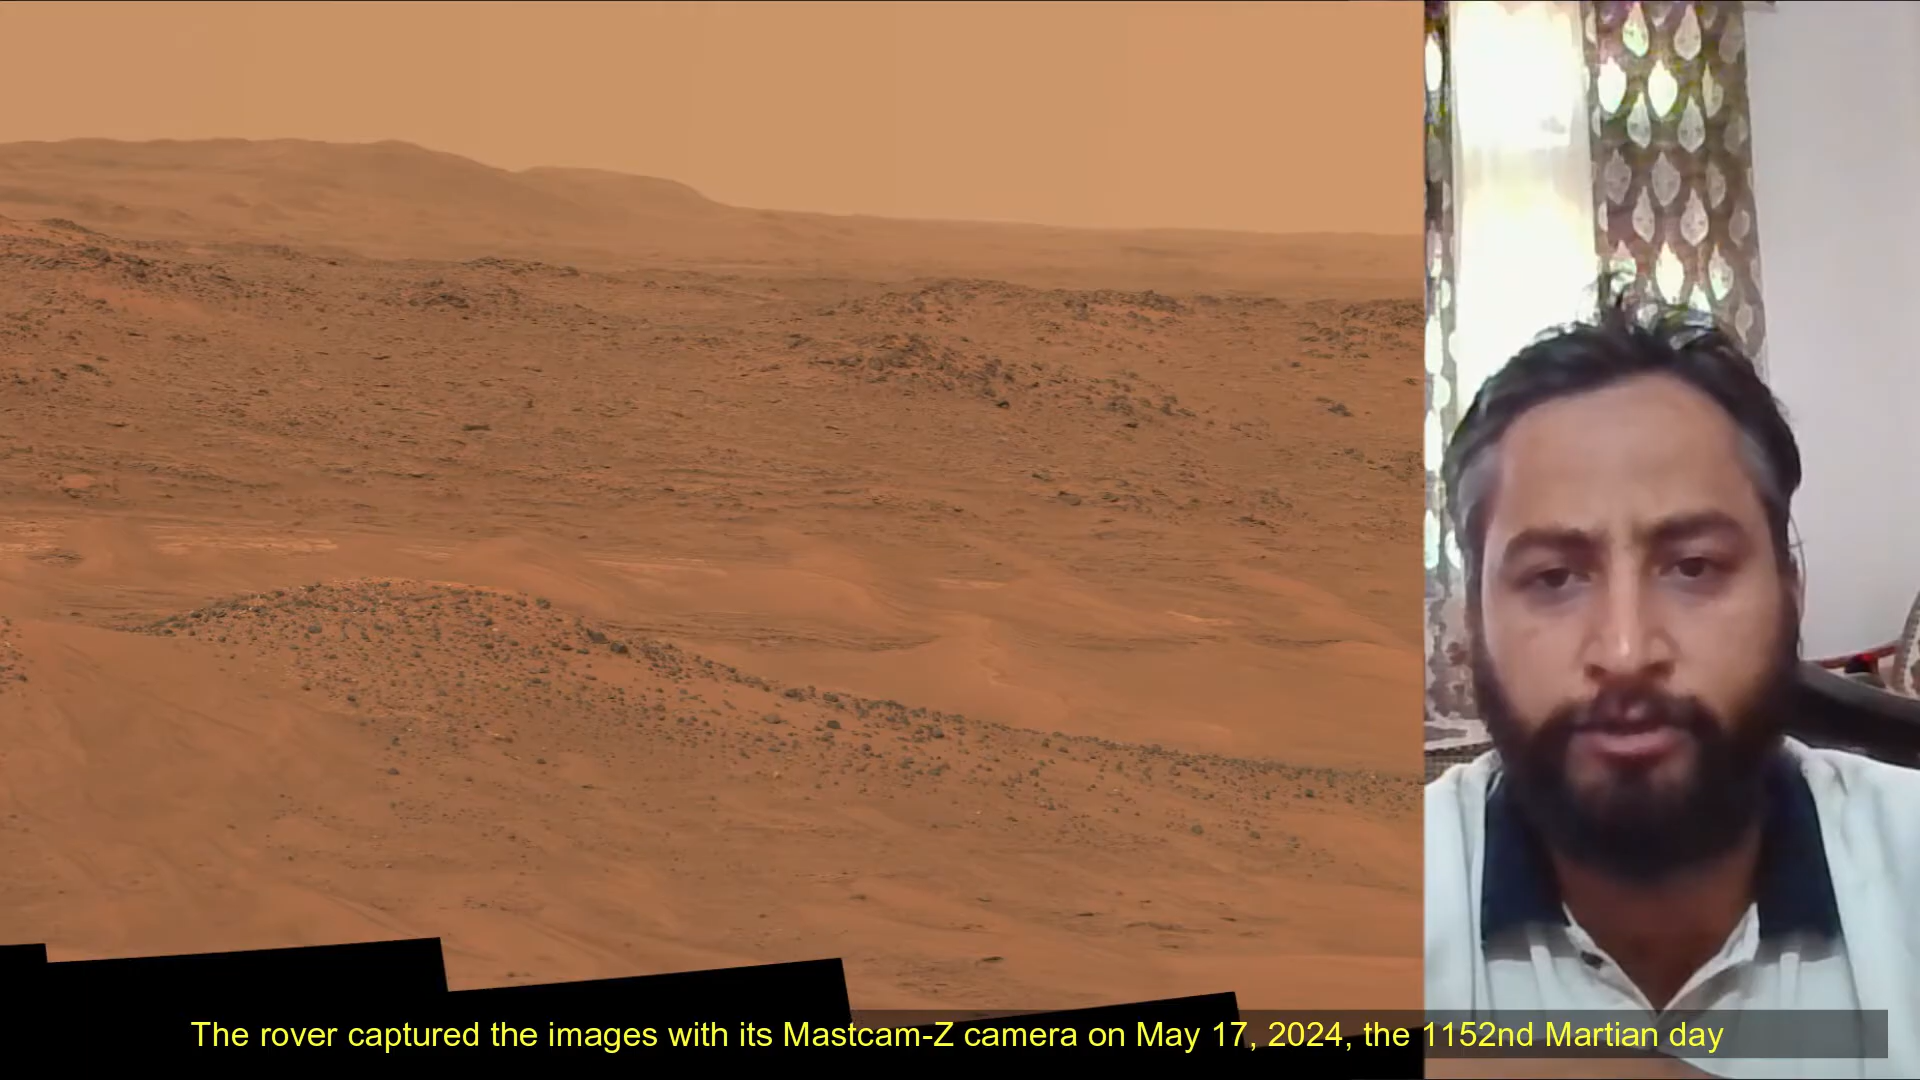 The rover captured the images with its Mastcam-Z camera on May 17, 2024, the 1152nd Martian day